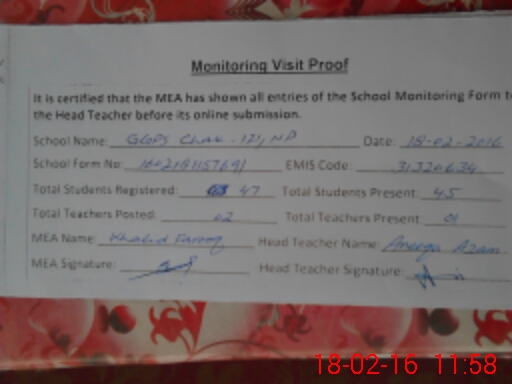 Monitoring Visit Proof
It is certified that the MEA has shown all entries of the School Monitoring Form to
the Head Teacher before its online submission.
School Name: GGPS Chak - 121, NP Date: 18-02-2016
School Form No: EMIS Code: 31320634
Total Students Registered: 47 Total Students Present: 45
Total Teachers Posted: 02 Total Teachers Present: 01
MEA Name: Khalid Farooq Head Teacher Name: Aneeqa Azam
MEA Signature: Head Teacher Signature:
18-02-16 11:58